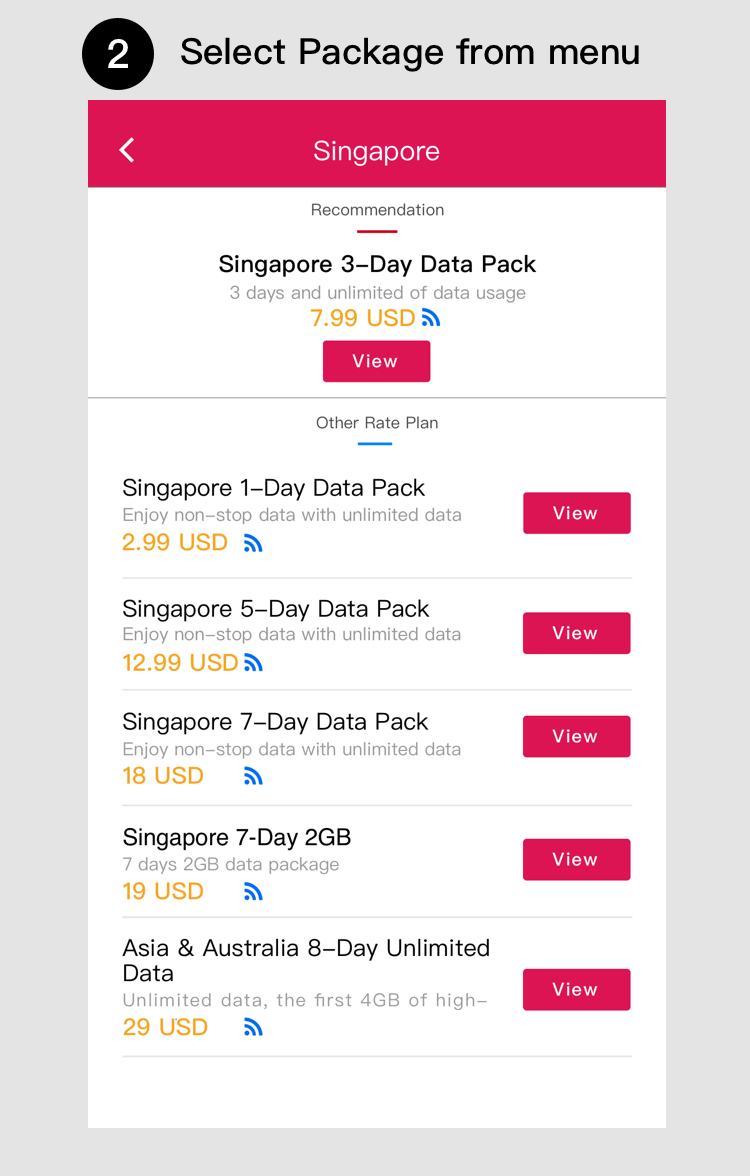 2 Select Package from menu
Singapore
Recommendation
Singapore 3-Day Data Pack
3 days and unlimited of data usage
7.99 USD
View
Other Rate Plan
Singapore 1-Day Data Pack
Enjoy non-stop data with unlimited data
2.99 USD
View
Singapore 5-Day Data Pack
Enjoy non-stop data with unlimited data
12.99 USD
View
Singapore 7-Day Data Pack
Enjoy non-stop data with unlimited data
18 USD
View
Singapore 7-Day 2GB
7 days 2GB data package
19 USD
View
Asia & Australia 8-Day Unlimited
Data
Unlimited data, the first 4GB of high-
29 USD
View